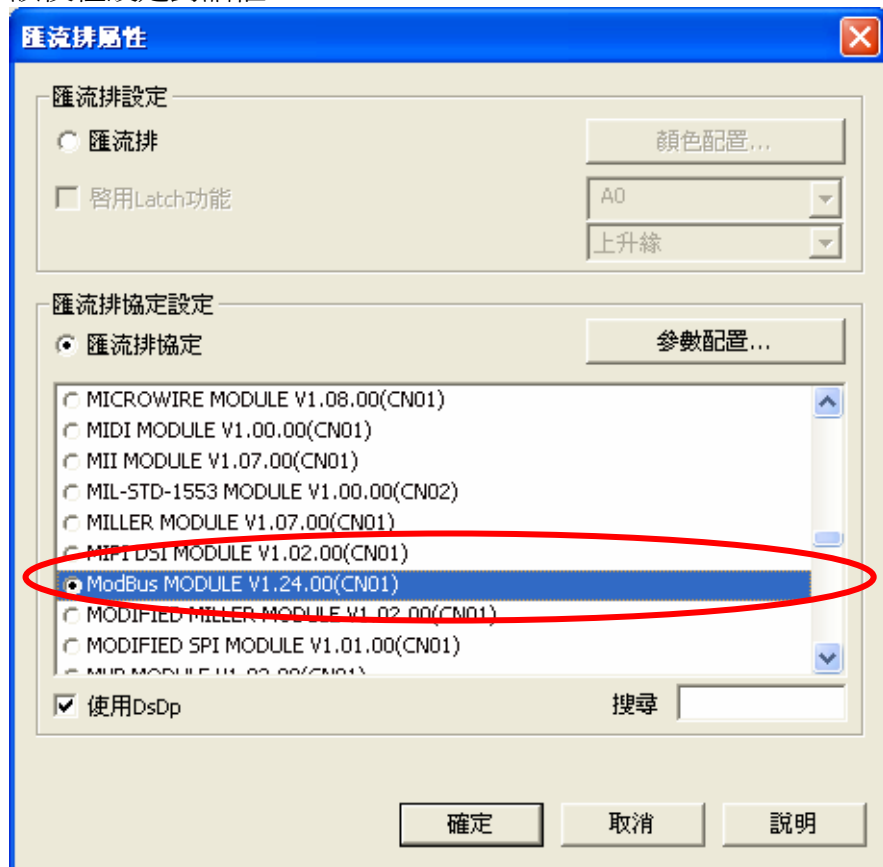 匯流排屬性
匯流排設定
匯流排
顏色配置...
啓用Latch功能
A0
上升緣
匯流排協定設定
匯流排協定
參數配置...
MICROWIRE MODULE V1.08.00(CN01)
MIDI MODULE V1.00.00(CN01)
MII MODULE V1.07.00(CN01)
MIL-STD-1553 MODULE V1.00.00(CN02)
MILLER MODULE V1.07.00(CN01)
MIPI DSI MODULE V1.02.00(CN01)
ModBus MODULE V1.24.00(CN01)
MODIFIED MILLER MODULE V1.02.00(CN01)
MODIFIED SPI MODULE V1.01.00(CN01)
使用DsDp
搜尋
確定
取消
說明